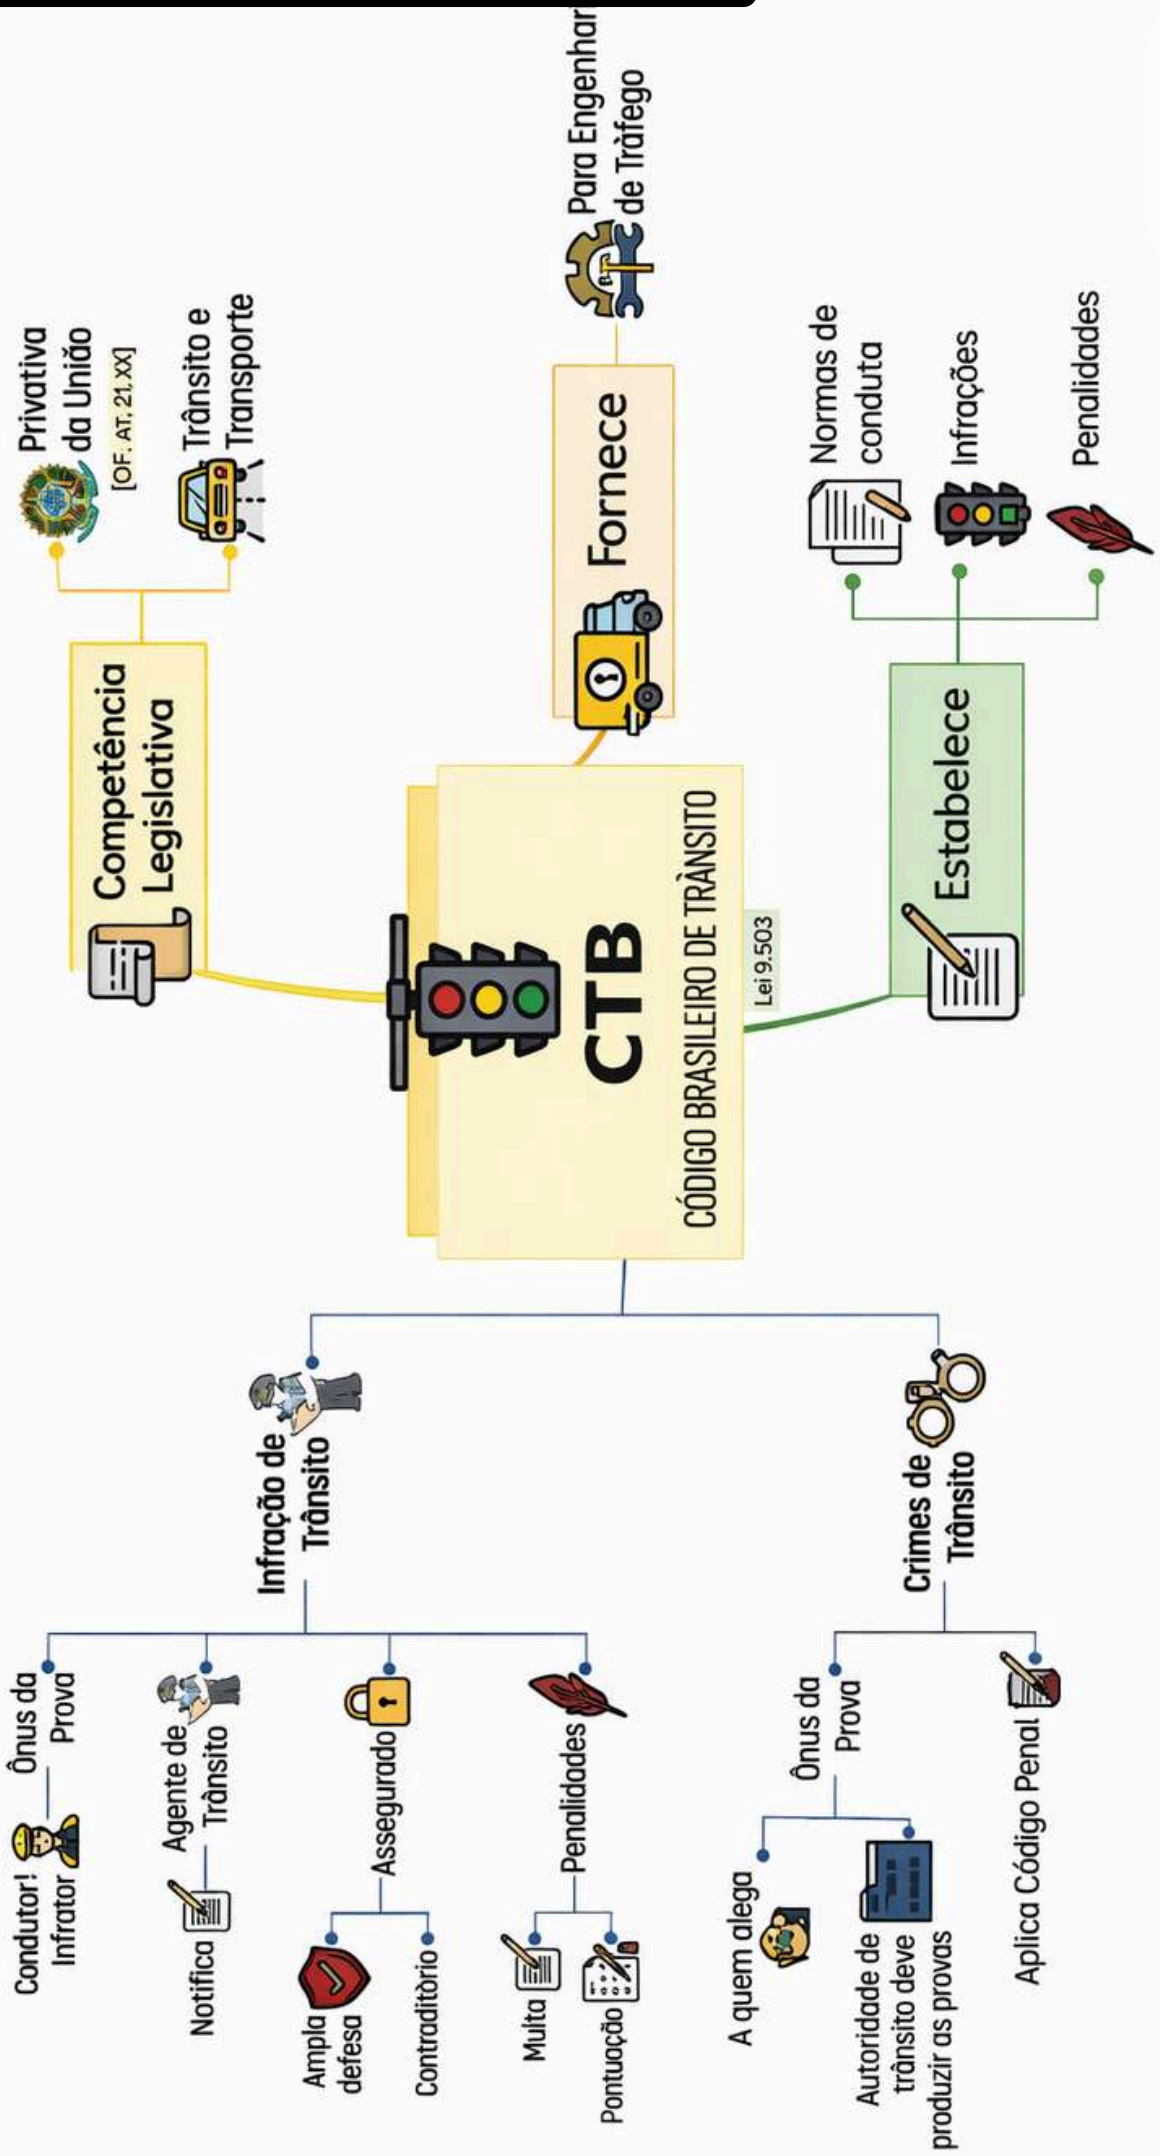 CTB
CÓDIGO BRASILEIRO DE TRÀNSITO
Lei 9.503
Competência
Legislativa
Privativa
da União
[OF. AT. 21, XX]
Trânsito e
Transporte
Fornece
Para Engenhar
de Tràfego
Estabelece
Normas de
conduta
Infrações
Penalidades
Infração de
Trânsito
Ônus da
Prova
Condutor!
Infrator
Agente de
Trânsito
Notifica
Assegurado
Ampla
defesa
Contraditòrio
Penalidades
Multa
Pontuação
Crimes de
Trânsito
Ônus da
Prova
A quem alega
Autoridade de
trânsito deve
produzir as provas
Aplica Código Penal